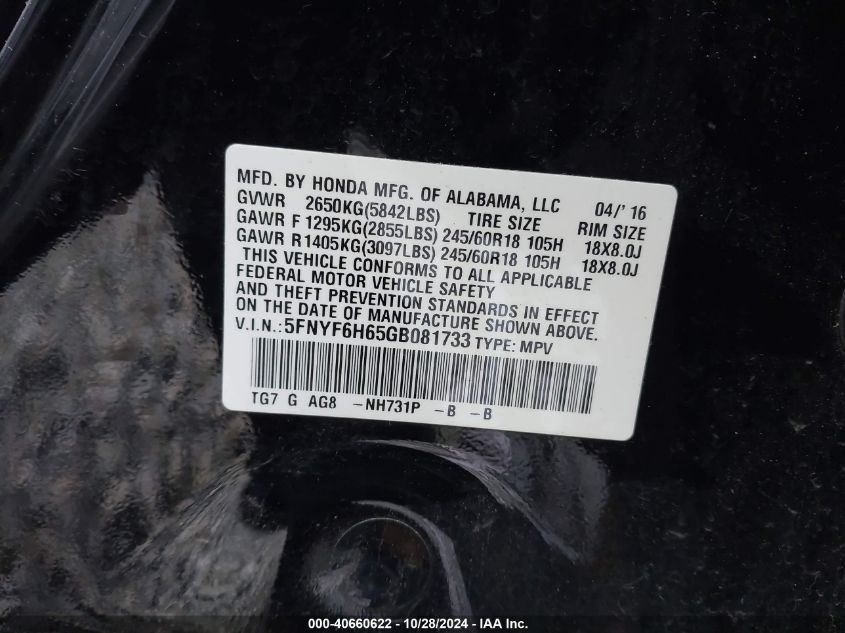 MFD. BY HONDA MFG. OF ALABAMA, LLC 04/' 16
GVWR 2650KG(5842LBS) TIRE SIZE RIM SIZE
GAWR F 1295KG(2855LBS) 245/60R18 105H 18X8.0J
GAWR R 1405KG(3097LBS) 245/60R18 105H 18X8.0J
THIS VEHICLE CONFORMS TO ALL APPLICABLE
FEDERAL MOTOR VEHICLE SAFETY
AND THEFT PREVENTION STANDARDS IN EFFECT
ON THE DATE OF MANUFACTURE SHOWN ABOVE.
V.I.N.: 5FNYF6H65GB081733 TYPE: MPV
TG7 G AG8 -NH731P -B -B
000-40660622 - 10/28/2024 - IAA Inc.